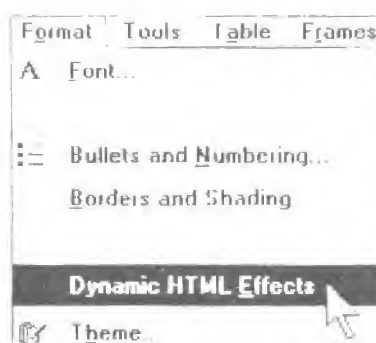 Format Tools Table Frames
Font...
Bullets and Numbering...
Borders and Shading
Dynamic HTML Effects
Theme...